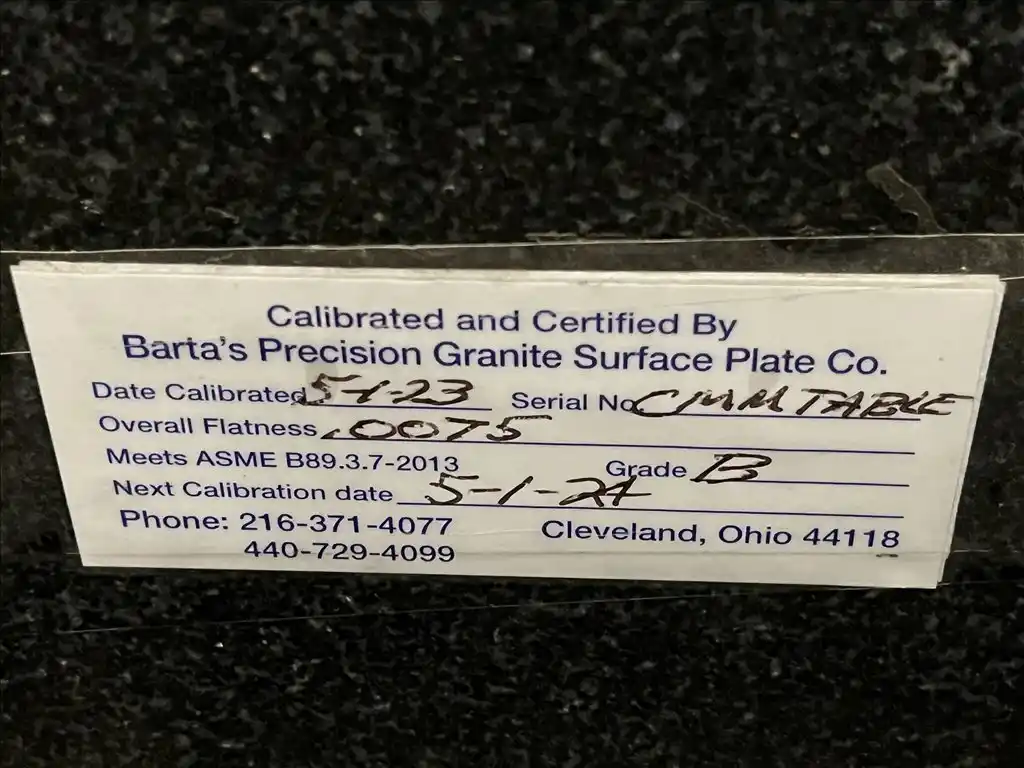 Calibrated and Certified By
Barta's Precision Granite Surface Plate Co.
Date Calibrated 5-1-23 Serial No CMM TABLE
Overall Flatness .0075
Meets ASME B89.3.7-2013 Grade B
Next Calibration date 5-1-24
Phone: 216-371-4077 Cleveland, Ohio 44118
440-729-4099